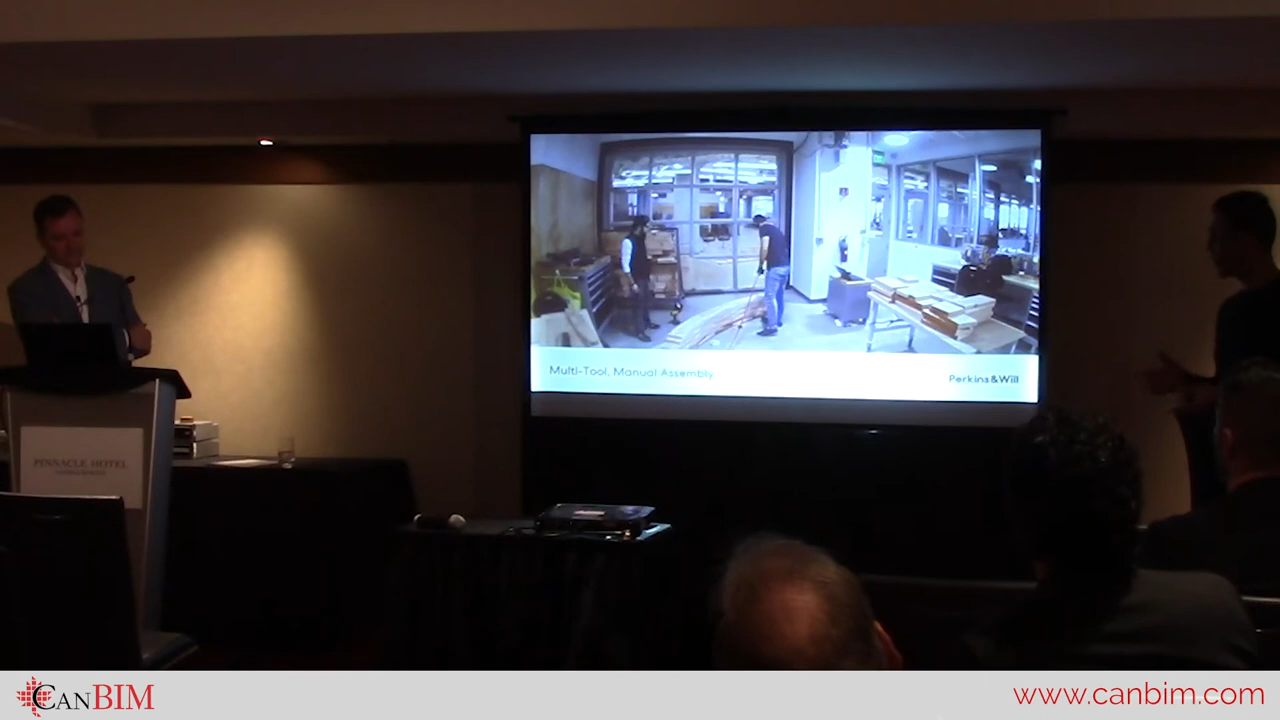 Multi-Tool, Manual Assembly
Perkins&Will
PINNACLE HOTEL
CANBIM
www.canbim.com